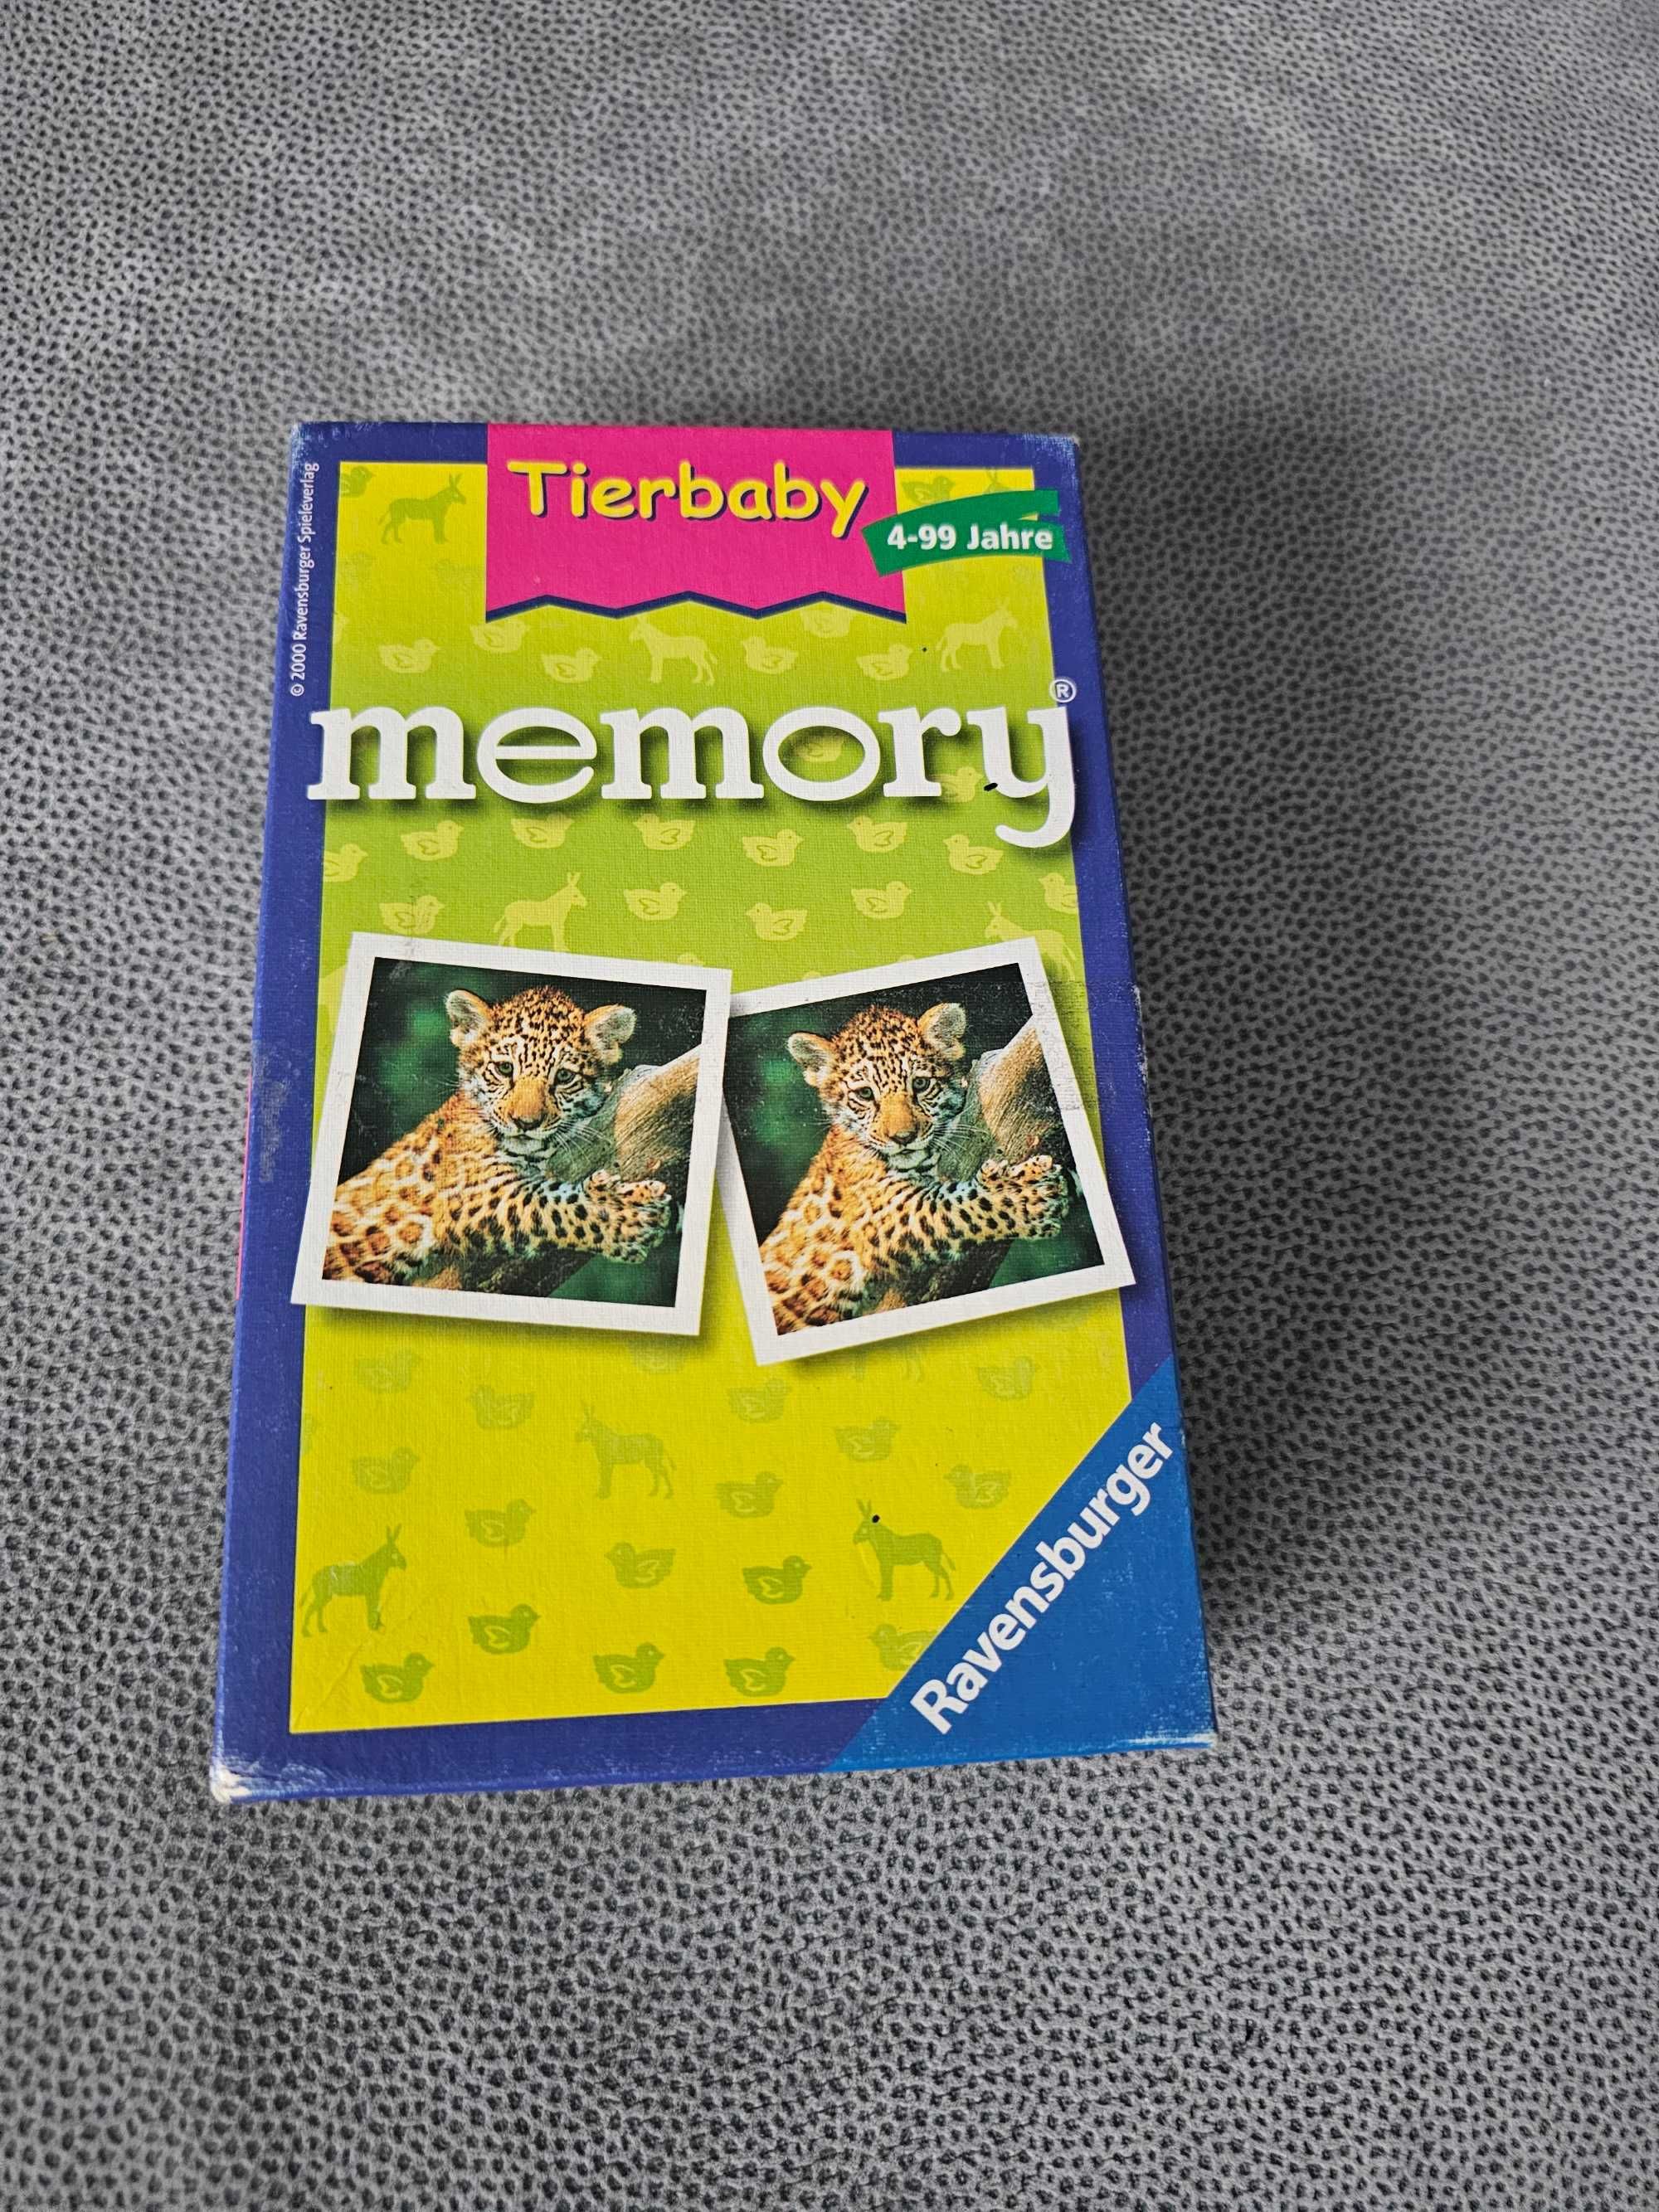 Tierbaby
4-99 Jahre
© 2000 Ravensburger Spieleverlag
memory®
Ravensburger